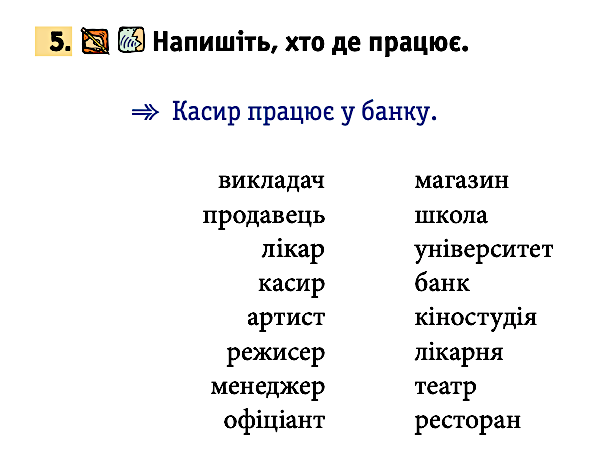 5. Напишіть, хто де працює.
⇒ Касир працює у банку.
викладач магазин
продавець школа
лікар університет
касир банк
артист кіностудія
режисер лікарня
менеджер театр
офіціант ресторан